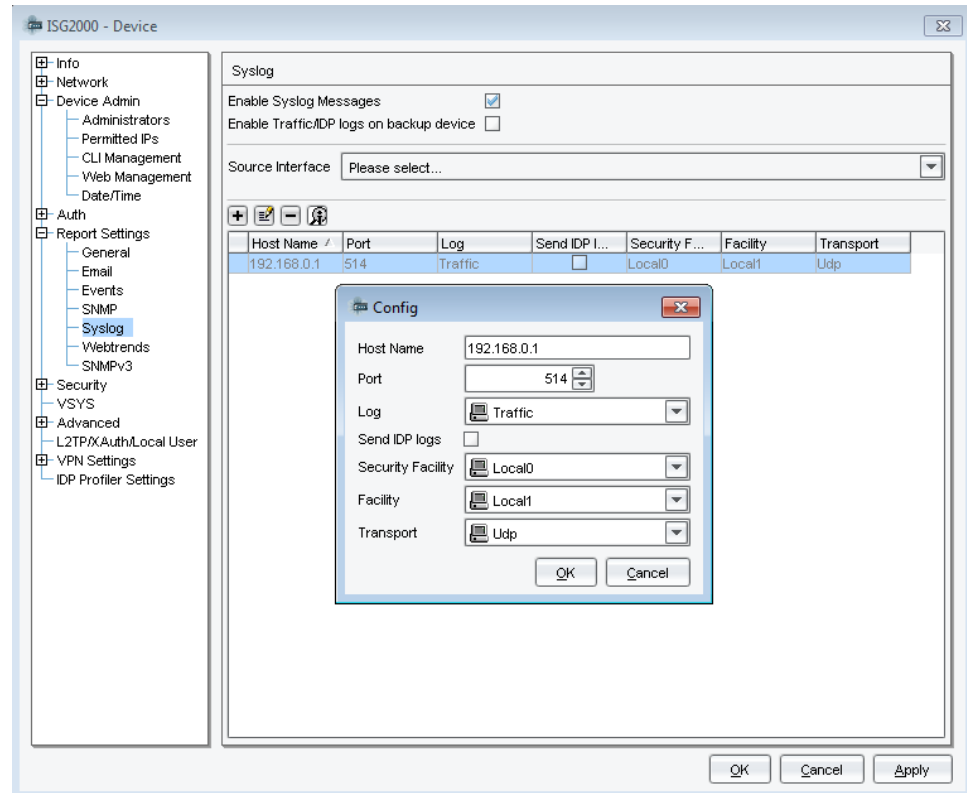 ISG2000 - Device
Info
Network
Device Admin
Administrators
Permitted IPs
CLI Management
Web Management
Date/Time
Auth
Report Settings
General
Email
Events
SNMP
Syslog
Webtrends
SNMPv3
Security
VSYS
Advanced
L2TP/XAuth/Local User
VPN Settings
IDP Profiler Settings
Syslog
Enable Syslog Messages
Enable Traffic/IDP logs on backup device
Source Interface Please select...
Host Name Port Log Send IDP l... Security F... Facility Transport
192.168.0.1 514 Traffic Local0 Local1 Udp
Config
Host Name 192.168.0.1
Port 514
Log Traffic
Send IDP logs
Security Facility Local0
Facility Local1
Transport Udp
OK Cancel
OK Cancel Apply